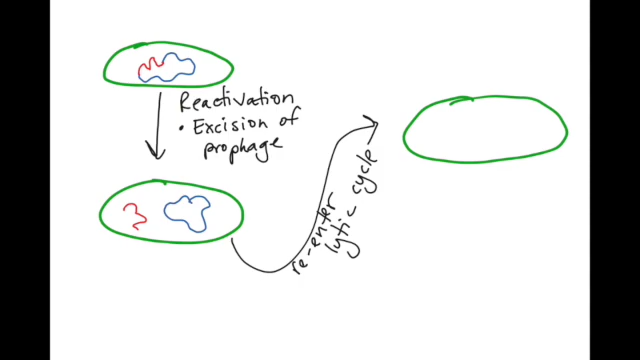 Reactivation
• Excision of
prophage
re-enter
lytic cycle